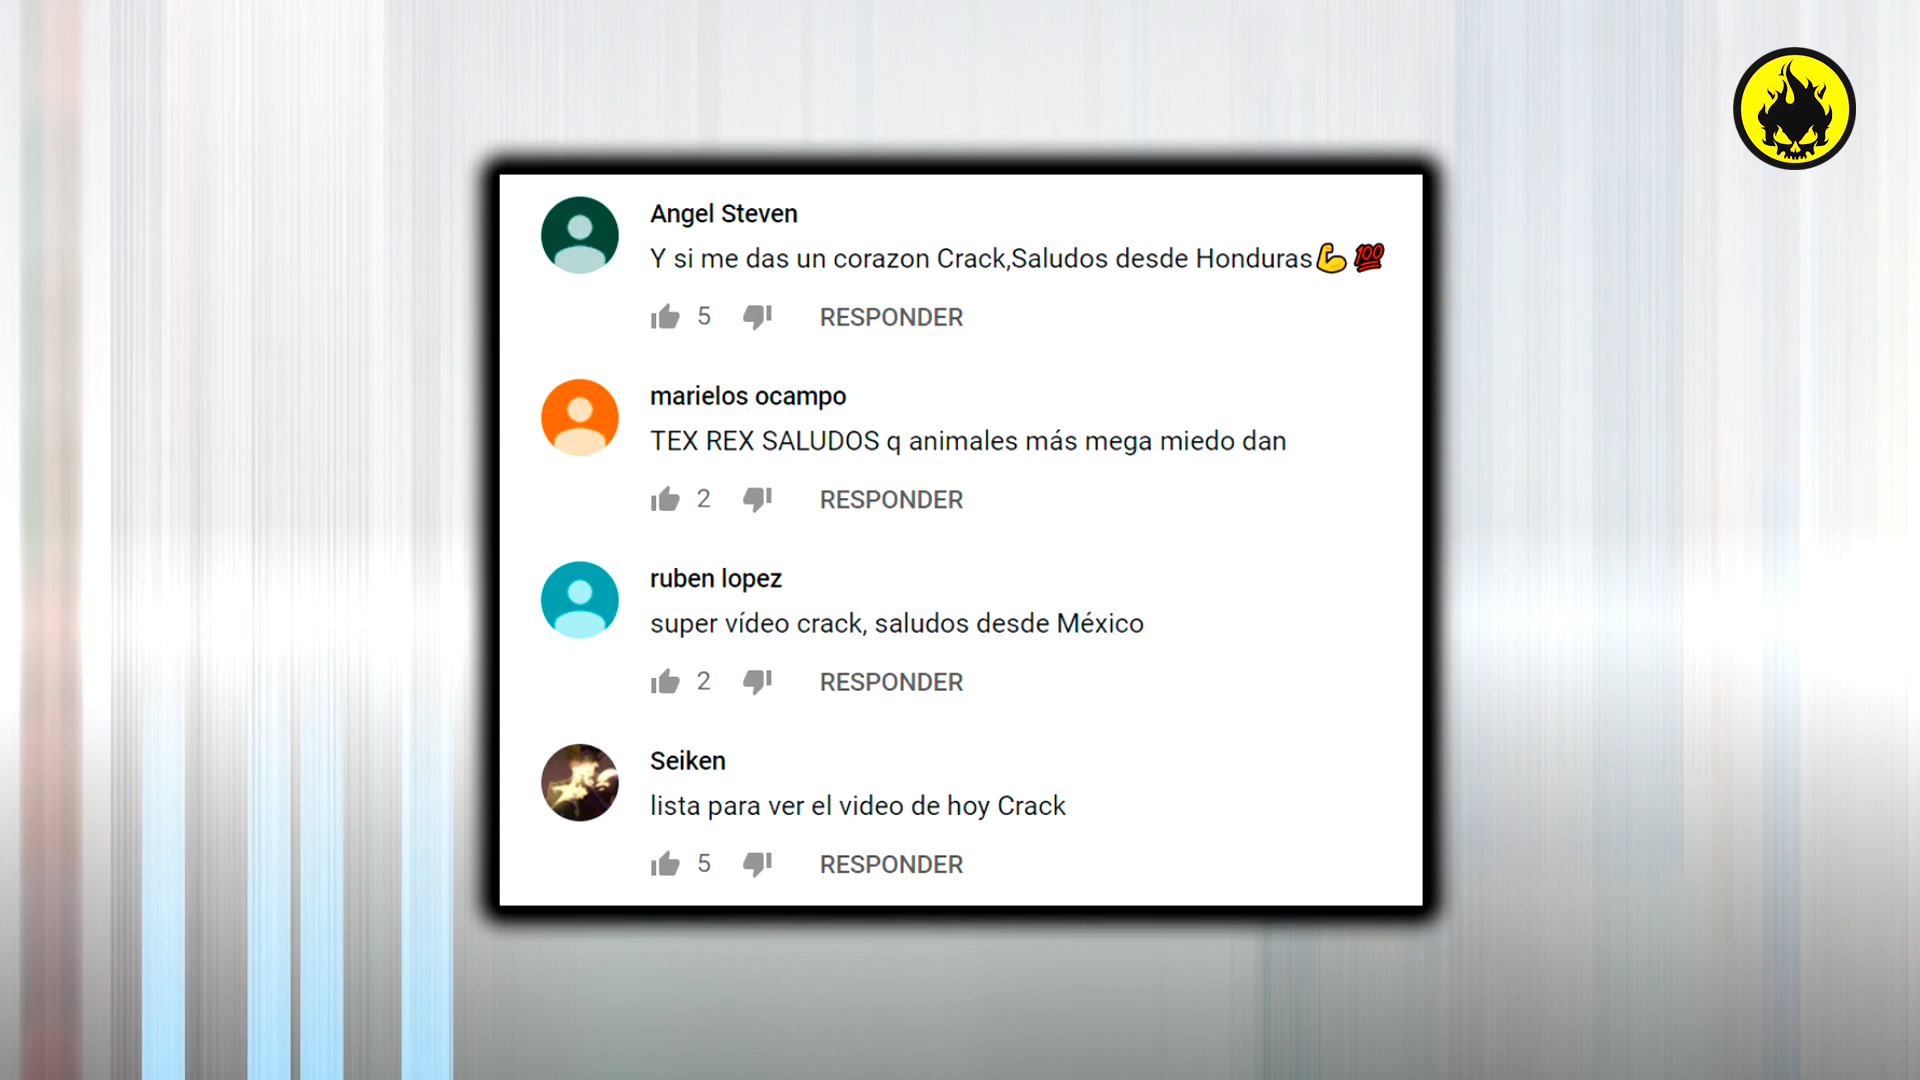 Angel Steven
Y si me das un corazon Crack,Saludos desde Honduras💪💯
5 RESPONDER
marielos ocampo
TEX REX SALUDOS q animales más mega miedo dan
2 RESPONDER
ruben lopez
super vídeo crack, saludos desde México
2 RESPONDER
Seiken
lista para ver el video de hoy Crack
5 RESPONDER